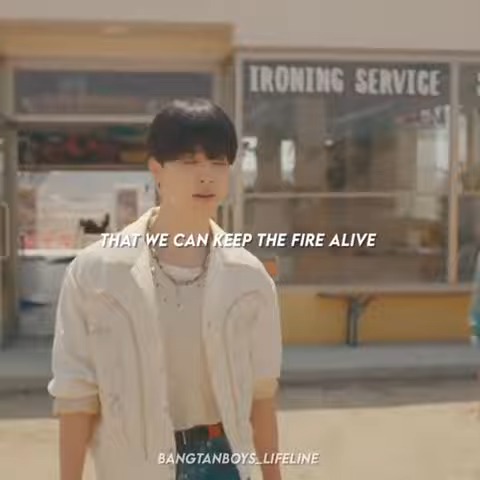 IRONING SERVICE
THAT WE CAN KEEP THE FIRE ALIVE
BANGTANBOYS_LIFELINE